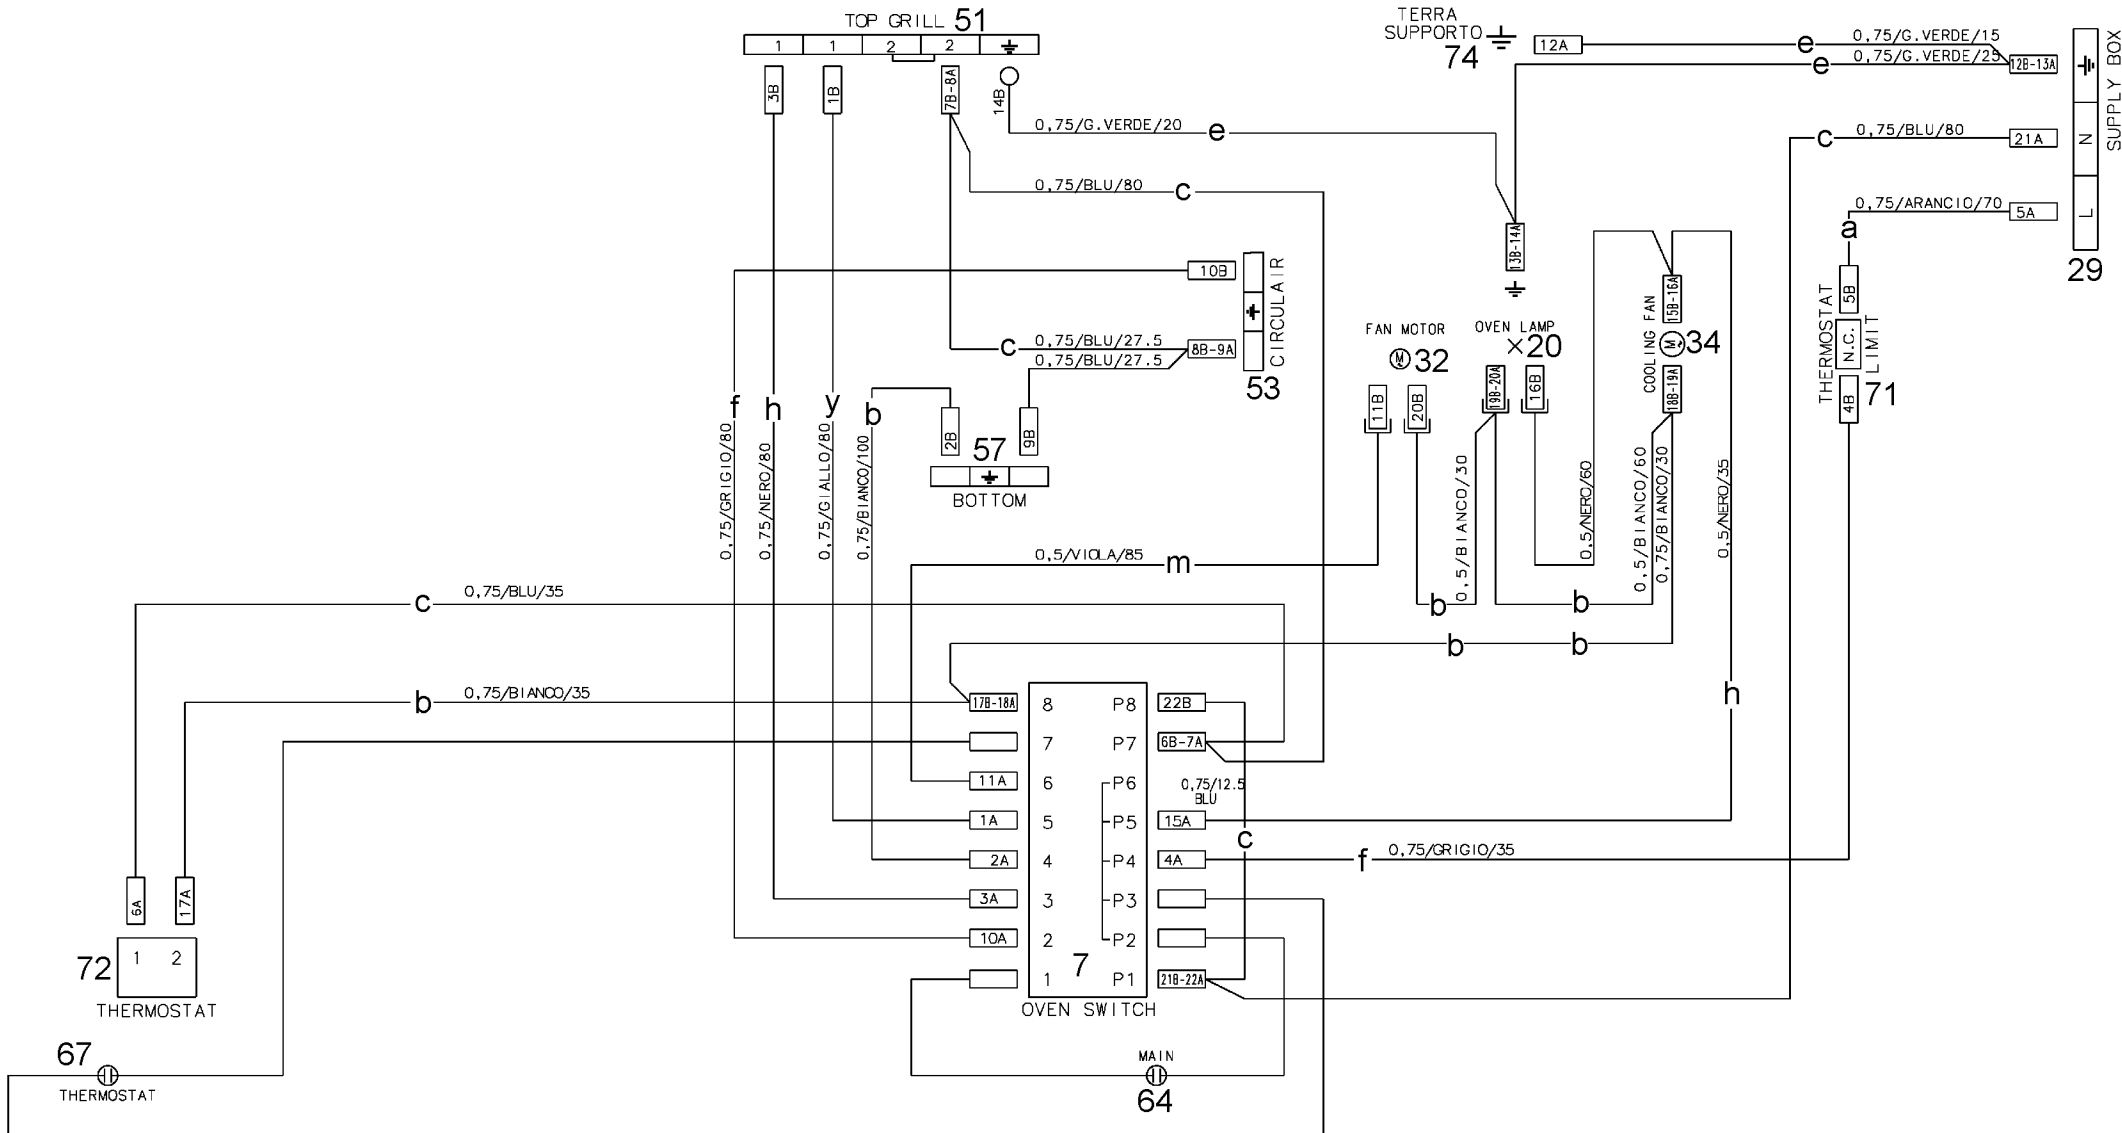 TOP GRILL 51
1 1 2 2
3B
1B
7B-8A
14B
TERRA
SUPPORTO
74
12A
e 0,75/G.VERDE/15
e 0,75/G.VERDE/25
12B-13A
SUPPLY BOX
N
L
29
0,75/G.VERDE/20 e
c 0,75/BLU/80
21A
0,75/BLU/80 c
0,75/ARANCIO/70
5A
a
13B-14A
10B
CIRCULAIR
53
c 0,75/BLU/27.5
0,75/BLU/27.5
8B-9A
15B-16A
COOLING FAN
M 34
18B-19A
5B
THERMOSTAT
N.C.
LIMIT
4B
71
FAN MOTOR
M 32
11B
20B
OVEN LAMP
×20
19B-20A
16B
f
h
y
b
0,75/GRIGIO/80
0,75/NERO/80
0,75/GIALLO/80
0,75/BIANCO/100
2B
9B
57
BOTTOM
0,5/BIANCO/30
0,5/NERO/60
0,5/BIANCO/60
0,75/BIANCO/30
0,5/NERO/35
0,5/VIOLA/85 m
c 0,75/BLU/35
b
b
b
b
b 0,75/BIANCO/35
h
17B-18A 8 P8 22B
7 P7 6B-7A
11A 6 P6
0,75/12.5
BLU
1A 5 P5 15A
c
2A 4 P4 4A
f 0,75/GRIGIO/35
3A 3 P3
10A 2 P2
7
1 P1 21B-22A
OVEN SWITCH
6A
17A
72
1 2
THERMOSTAT
67
THERMOSTAT
MAIN
64